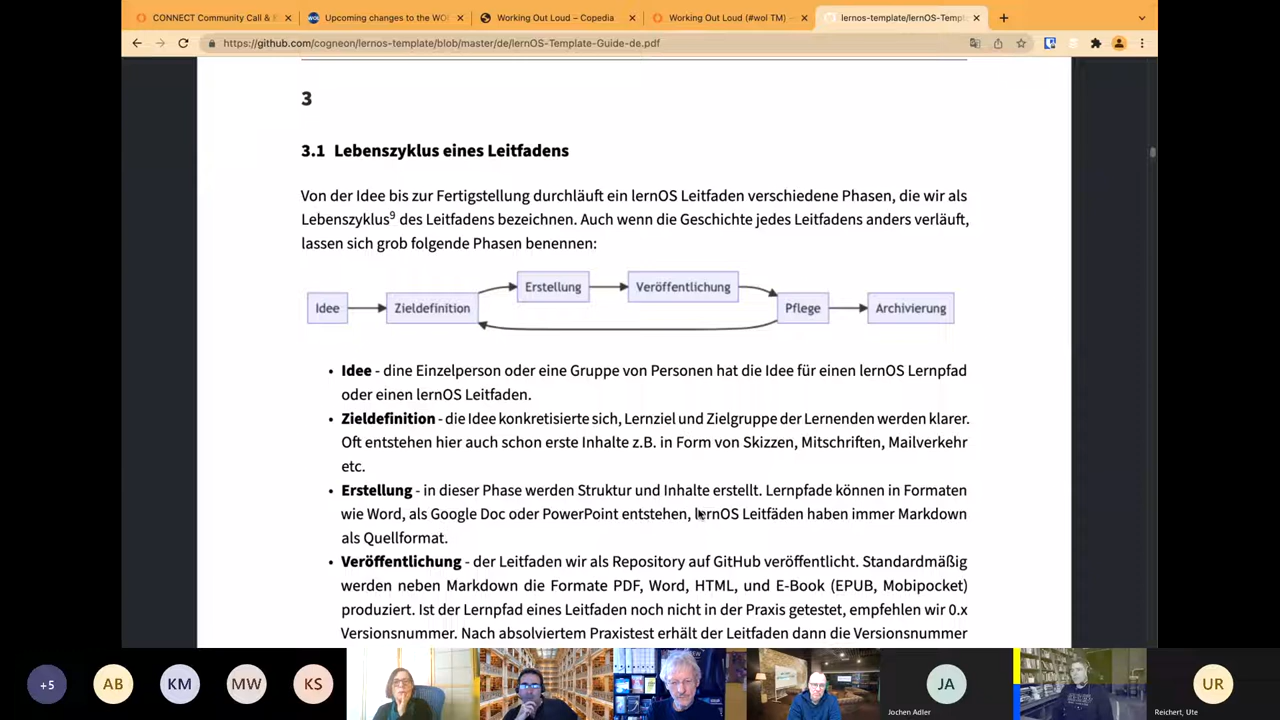 CONNECT Community Call & E
Upcoming changes to the WO
Working Out Loud – Copedia
Working Out Loud (#wol TM) —
lernos-template/lernOS-Templ
https://github.com/cogneon/lernos-template/blob/master/de/lernOS-Template-Guide-de.pdf
3
3.1 Lebenszyklus eines Leitfadens
Von der Idee bis zur Fertigstellung durchläuft ein lernOS Leitfaden verschiedene Phasen, die wir als
Lebenszyklus9 des Leitfadens bezeichnen. Auch wenn die Geschichte jedes Leitfadens anders verläuft,
lassen sich grob folgende Phasen benennen:
Idee
Zieldefinition
Erstellung
Veröffentlichung
Pflege
Archivierung
• Idee - dine Einzelperson oder eine Gruppe von Personen hat die Idee für einen lernOS Lernpfad
oder einen lernOS Leitfaden.
• Zieldefinition - die Idee konkretisierte sich, Lernziel und Zielgruppe der Lernenden werden klarer.
Oft entstehen hier auch schon erste Inhalte z.B. in Form von Skizzen, Mitschriften, Mailverkehr
etc.
• Erstellung - in dieser Phase werden Struktur und Inhalte erstellt. Lernpfade können in Formaten
wie Word, als Google Doc oder PowerPoint entstehen, lernOS Leitfäden haben immer Markdown
als Quellformat.
• Veröffentlichung - der Leitfaden wir als Repository auf GitHub veröffentlicht. Standardmäßig
werden neben Markdown die Formate PDF, Word, HTML, und E-Book (EPUB, Mobipocket)
produziert. Ist der Lernpfad eines Leitfaden noch nicht in der Praxis getestet, empfehlen wir 0.x
Versionsnummer. Nach absolviertem Praxistest erhält der Leitfaden dann die Versionsnummer
+5
AB
KM
MW
KS
JA
Jochen Adler
UR
Reichert, Ute